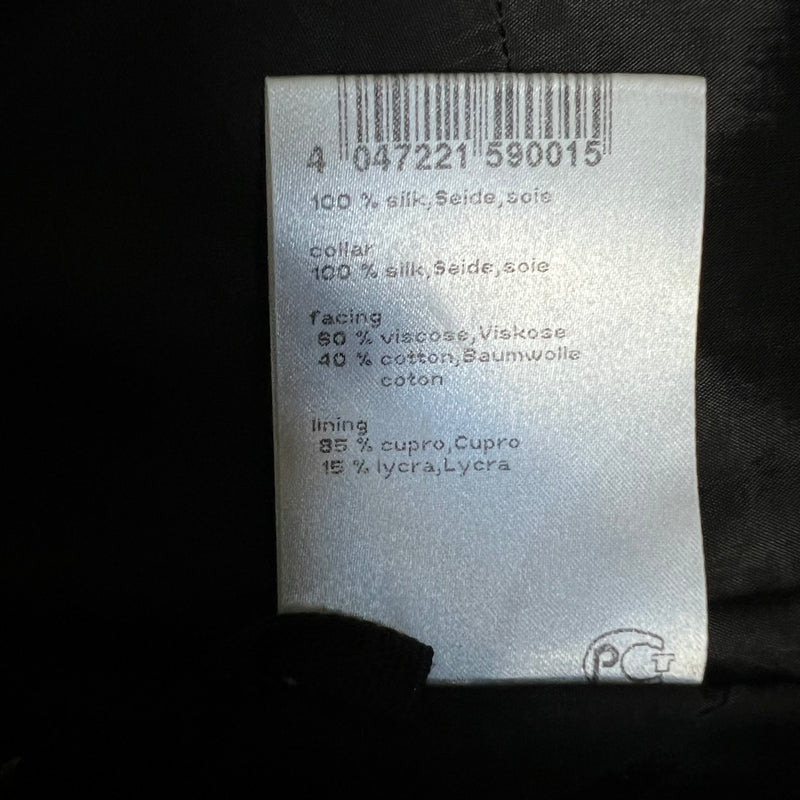 4 047221 590015
100 % silk,Seide,soie
collar
100 % silk,Seide,soie
facing
60 % viscose,Viskose
40 % cotton,Baumwolle
coton
lining
85 % cupro,Cupro
15 % lycra,Lycra
РСТ